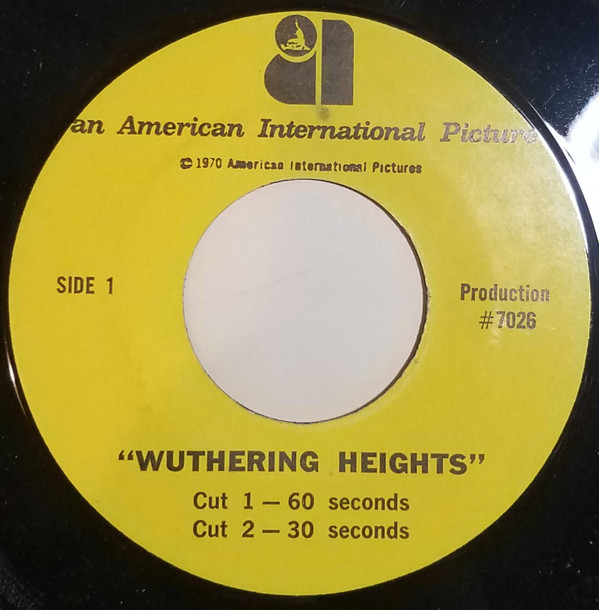 an American International Picture
© 1970 American International Pictures
SIDE 1
Production
#7026
"WUTHERING HEIGHTS"
Cut 1 — 60 seconds
Cut 2 — 30 seconds